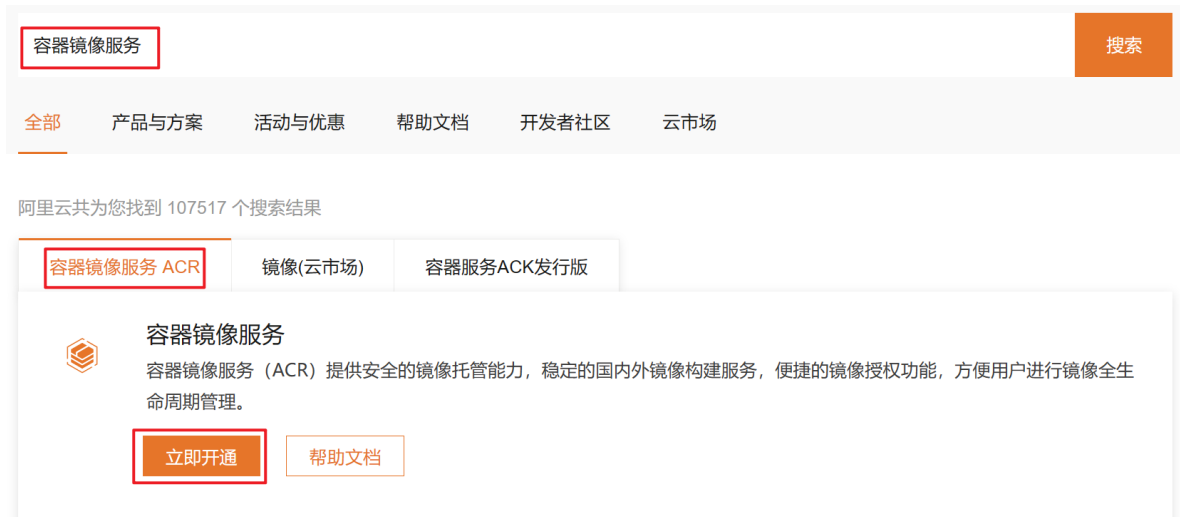 容器镜像服务
搜索
全部 产品与方案 活动与优惠 帮助文档 开发者社区 云市场
阿里云共为您找到 107517 个搜索结果
容器镜像服务 ACR 镜像(云市场) 容器服务ACK发行版
容器镜像服务
容器镜像服务（ACR）提供安全的镜像托管能力，稳定的国内外镜像构建服务，便捷的镜像授权功能，方便用户进行镜像全生
命周期管理。
立即开通 帮助文档